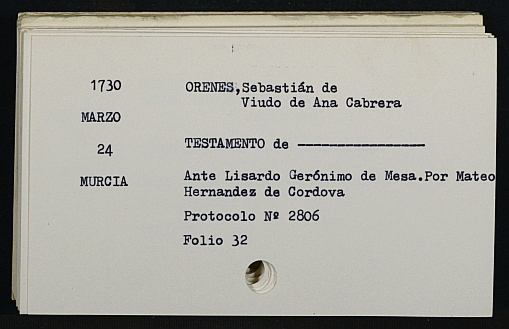 1730
MARZO
24
MURCIA
ORENES,Sebastián de
Viudo de Ana Cabrera
TESTAMENTO de ----------------
Ante Lisardo Gerónimo de Mesa.Por Mateo
Hernandez de Cordova
Protocolo Nº 2806
Folio 32